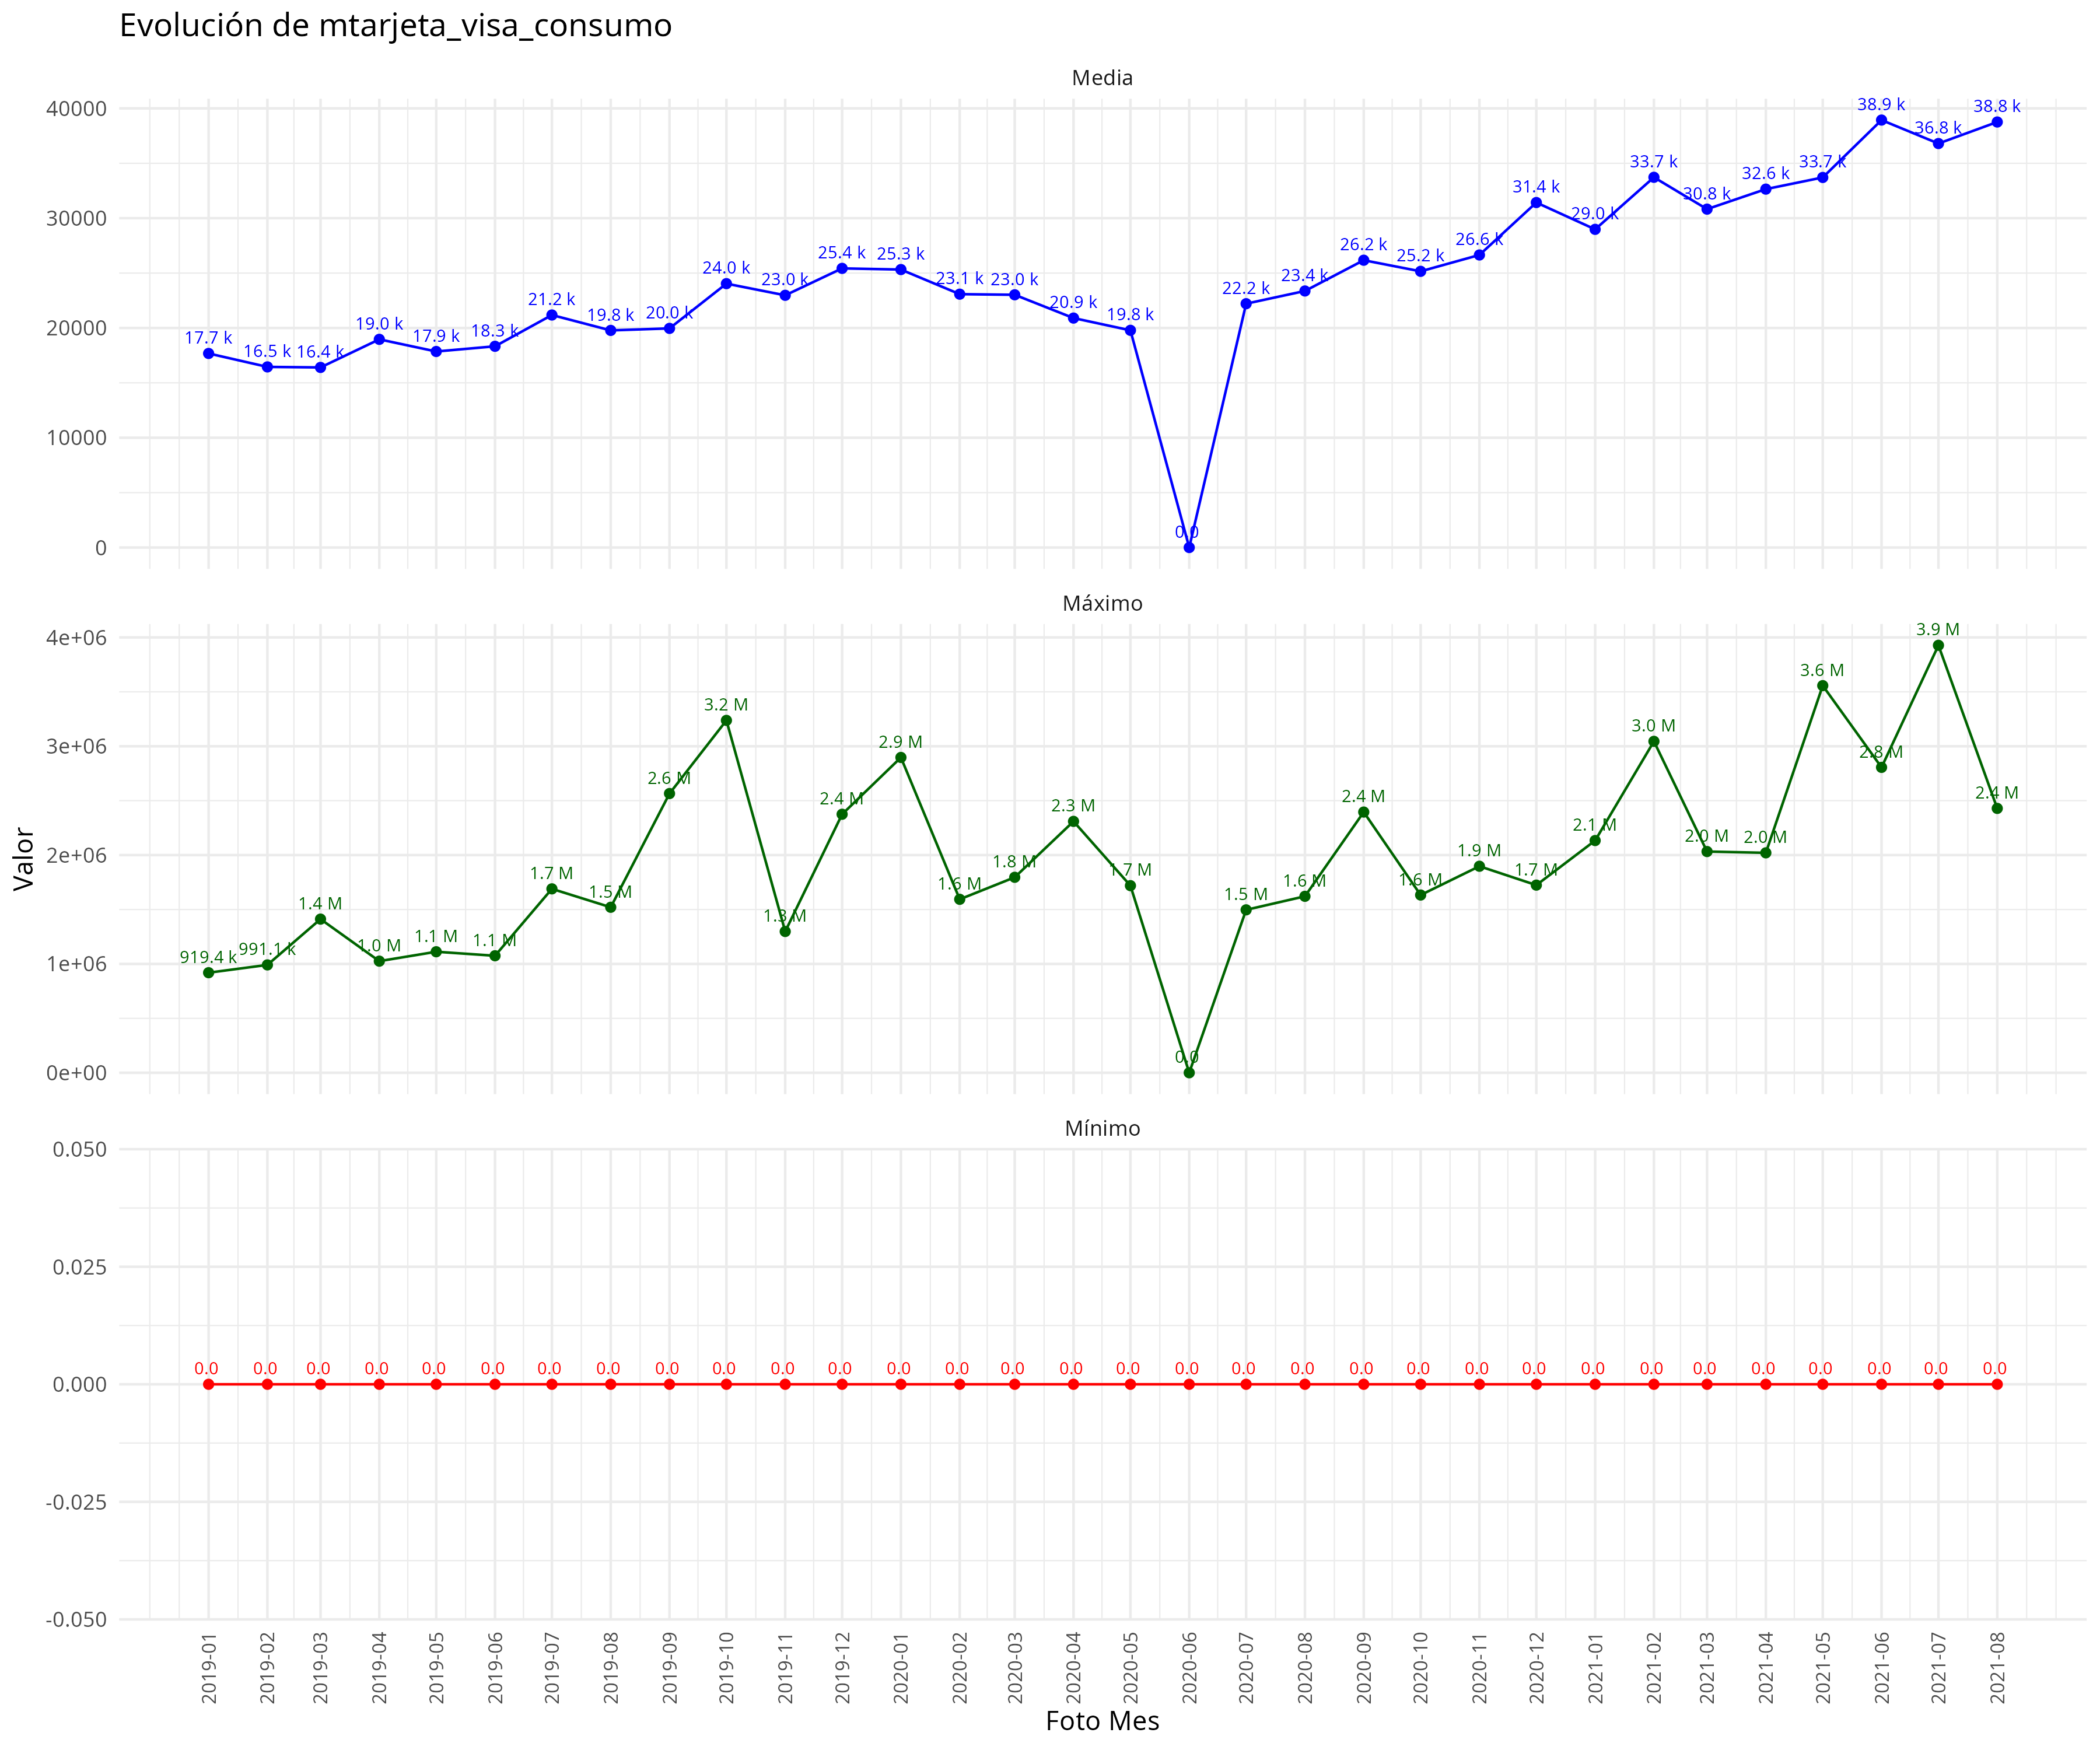 Evolución de mtarjeta_visa_consumo
Media
40000
30000
20000
10000
0
17.7 k 16.5 k 16.4 k 19.0 k 17.9 k 18.3 k 21.2 k 19.8 k 20.0 k 24.0 k 23.0 k 25.4 k 25.3 k 23.1 k 23.0 k 20.9 k 19.8 k 0.0 22.2 k 23.4 k 26.2 k 25.2 k 26.6 k 31.4 k 29.0 k 33.7 k 30.8 k 32.6 k 33.7 k 38.9 k 36.8 k 38.8 k
Máximo
4e+06
3e+06
2e+06
1e+06
0e+00
919.4 k 991.1 k 1.4 M 1.0 M 1.1 M 1.1 M 1.7 M 1.5 M 2.6 M 3.2 M 1.3 M 2.4 M 2.9 M 1.6 M 1.8 M 2.3 M 1.7 M 0.0 1.5 M 1.6 M 2.4 M 1.6 M 1.9 M 1.7 M 2.1 M 3.0 M 2.0 M 2.0 M 3.6 M 2.8 M 3.9 M 2.4 M
Valor
Mínimo
0.050
0.025
0.000
-0.025
-0.050
0.0 0.0 0.0 0.0 0.0 0.0 0.0 0.0 0.0 0.0 0.0 0.0 0.0 0.0 0.0 0.0 0.0 0.0 0.0 0.0 0.0 0.0 0.0 0.0 0.0 0.0 0.0 0.0 0.0 0.0 0.0 0.0
2019-01 2019-02 2019-03 2019-04 2019-05 2019-06 2019-07 2019-08 2019-09 2019-10 2019-11 2019-12 2020-01 2020-02 2020-03 2020-04 2020-05 2020-06 2020-07 2020-08 2020-09 2020-10 2020-11 2020-12 2021-01 2021-02 2021-03 2021-04 2021-05 2021-06 2021-07 2021-08
Foto Mes